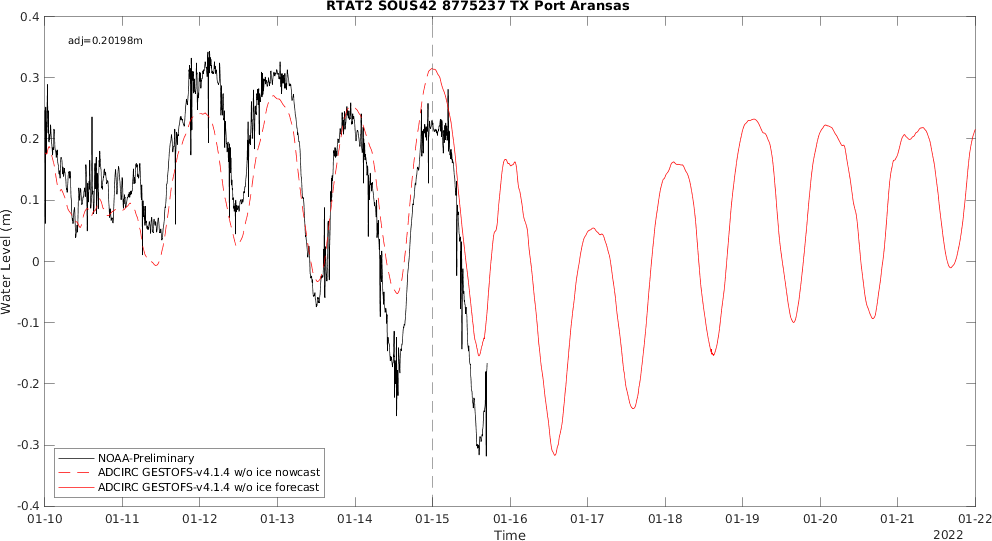 RTAT2 SOUS42 8775237 TX Port Aransas
adj=0.20198m
0.4
0.3
0.2
0.1
0
-0.1
-0.2
-0.3
-0.4
Water Level (m)
NOAA-Preliminary
ADCIRC GESTOFS-v4.1.4 w/o ice nowcast
ADCIRC GESTOFS-v4.1.4 w/o ice forecast
01-10 01-11 01-12 01-13 01-14 01-15 01-16 01-17 01-18 01-19 01-20 01-21 01-22
Time
2022